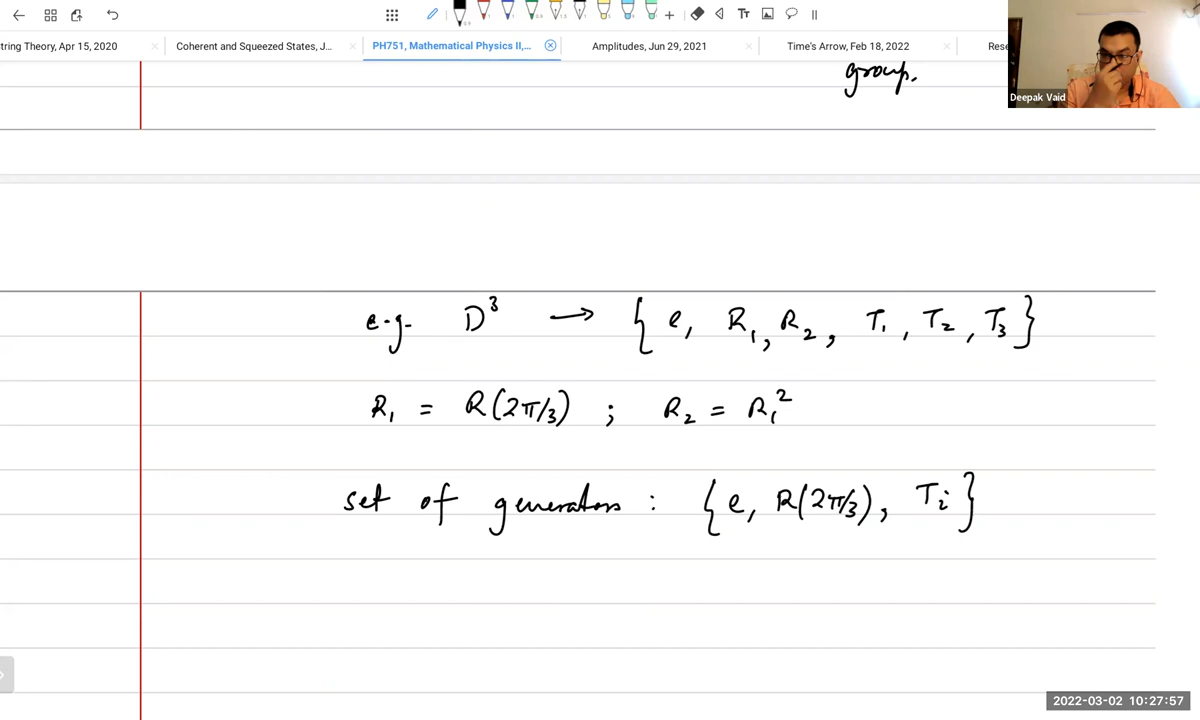 tring Theory, Apr 15, 2020 Coherent and Squeezed States, J... PH751, Mathematical Physics II,... Amplitudes, Jun 29, 2021 Time's Arrow, Feb 18, 2022 Rese
group.
Deepak Vaid
e.g. D³ → { e, R₁, R₂, T₁, T₂, T₃ }
R₁ = R(2π/3) ; R₂ = R₁²
set of generators : { e, R(2π/3), Tᵢ }
2022-03-02 10:27:57